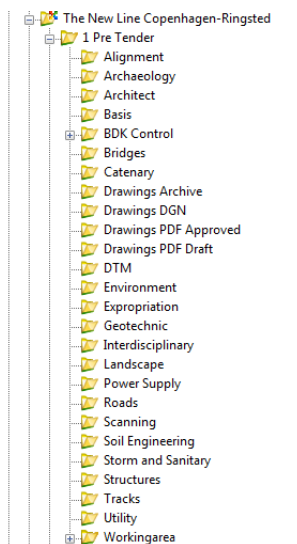 The New Line Copenhagen-Ringsted
1 Pre Tender
Alignment
Archaeology
Architect
Basis
BDK Control
Bridges
Catenary
Drawings Archive
Drawings DGN
Drawings PDF Approved
Drawings PDF Draft
DTM
Environment
Expropriation
Geotechnic
Interdisciplinary
Landscape
Power Supply
Roads
Scanning
Soil Engineering
Storm and Sanitary
Structures
Tracks
Utility
Workingarea